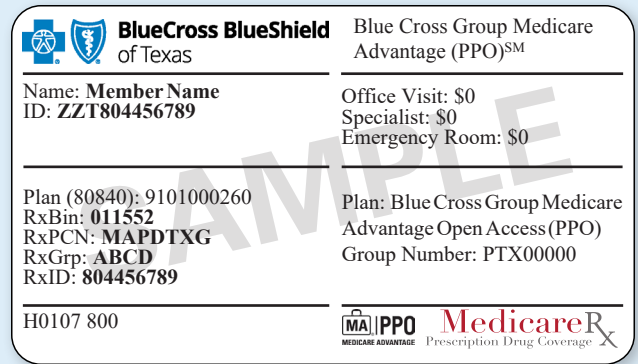 BlueCross BlueShield
of Texas
Blue Cross Group Medicare
Advantage (PPO)SM
Name: Member Name
ID: ZZT804456789
Office Visit: $0
Specialist: $0
Emergency Room: $0
SAMPLE
Plan (80840): 9101000260
RxBin: 011552
RxPCN: MAPDTXG
RxGrp: ABCD
RxID: 804456789
Plan: Blue Cross Group Medicare
Advantage Open Access (PPO)
Group Number: PTX00000
H0107 800
MA PPO
MEDICARE ADVANTAGE
MedicareRx
Prescription Drug Coverage